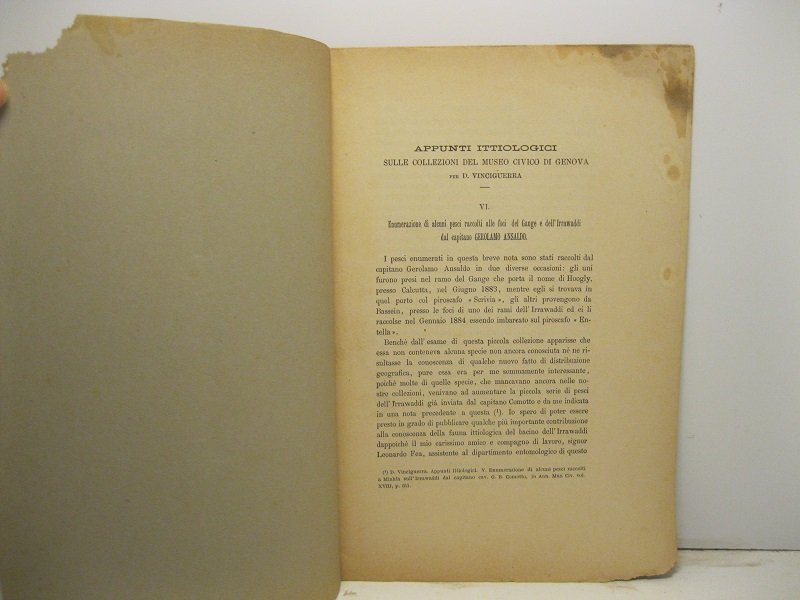 APPUNTI ITTIOLOGICI
SULLE COLLEZIONI DEL MUSEO CIVICO DI GENOVA
PER D. VINCIGUERRA
VI.
Enumerazione di alcuni pesci raccolti alle foci del Gange e dell'Irrawaddi
dal capitano GEROLAMO ANSALDO.
I pesci enumerati in questa breve nota sono stati raccolti dal
capitano Gerolamo Ansaldo in due diverse occasioni: gli uni
furono presi nel ramo del Gange che porta il nome di Hoogly,
presso Calcutta, nel Giugno 1883, mentre egli si trovava in
quel porto col piroscafo « Scrivia », gli altri provengono da
Bassein, presso le foci di uno dei rami dell'Irrawaddi ed ei li
raccolse nel Gennaio 1884 essendo imbarcato sul piroscafo « En-
tella ».
Benchè dall'esame di questa piccola collezione apparisse che
essa non conteneva alcuna specie non ancora conosciuta né ne ri-
sultasse la conoscenza di qualche nuovo fatto di distribuzione
geografica, pure essa era per me sommamente interessante,
poichè molte di quelle specie, che mancavano ancora nelle no-
stre collezioni, venivano ad aumentare la piccola serie di pesci
dell'Irrawaddi già inviata dal capitano Comotto e da me indicata
in una nota precedente a questa (¹). Io spero di poter essere
presto in grado di pubblicare qualche più importante contribuzione
alla conoscenza della fauna ittiologica del bacino dell'Irrawaddi
dappoichè il mio carissimo amico e compagno di lavoro, signor
Leonardo Fea, assistente al dipartimento entomologico di questo
(¹) D. Vinciguerra. Appunti Ittiologici. V. Enumerazione di alcuni pesci raccolti
a Minhla sull'Irrawaddi dal capitano cav. G. B. Comotto, in Ann. Mus. Civ. vol.
XVIII, p.